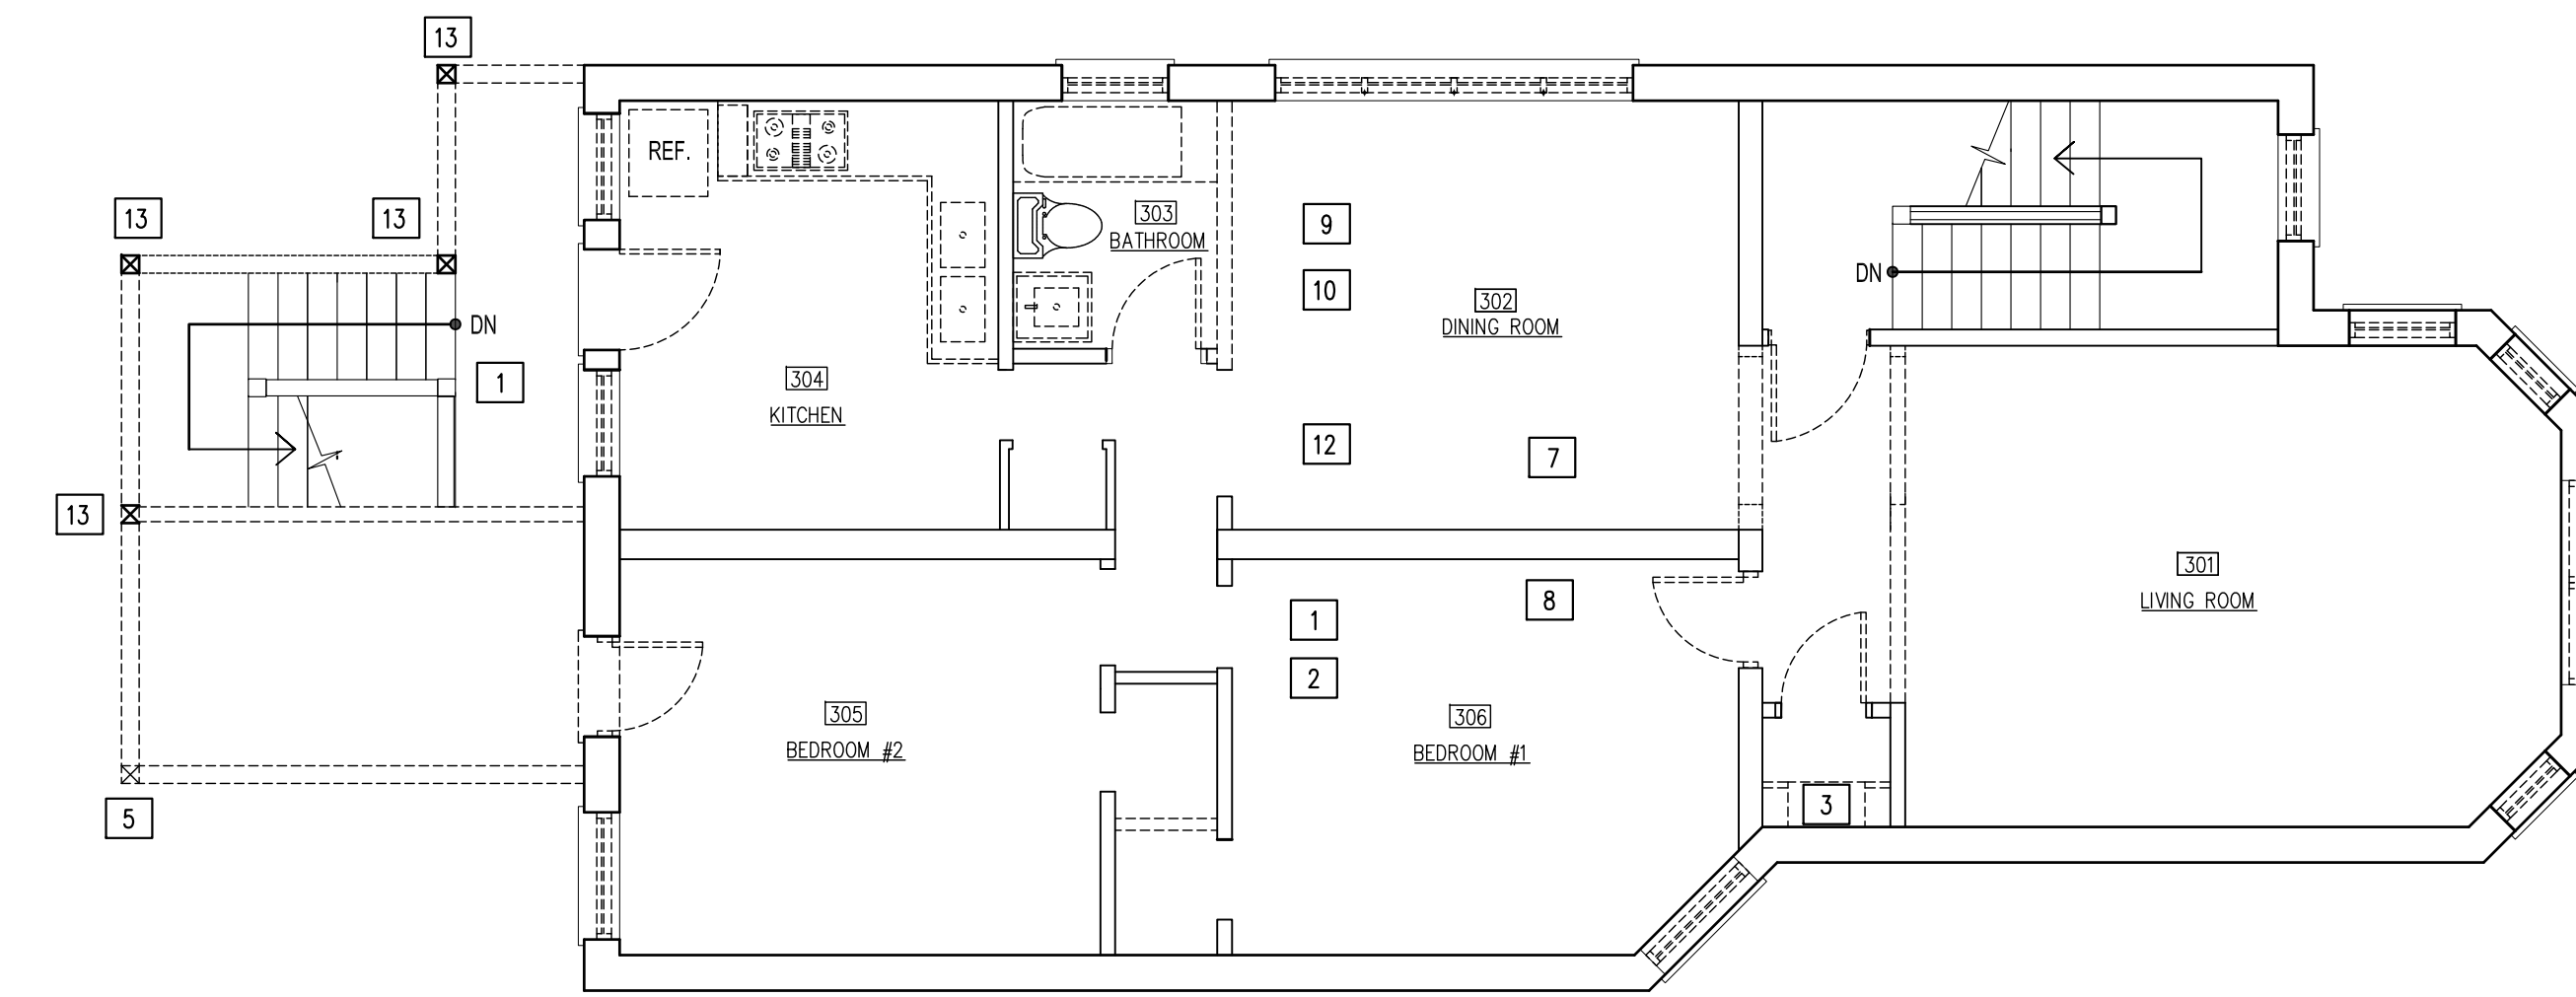 13
REF.
13
13
303
BATHROOM
9
10
302
DINING ROOM
DN
DN
1
304
KITCHEN
12
7
13
301
LIVING ROOM
8
1
2
305
BEDROOM #2
306
BEDROOM #1
3
5